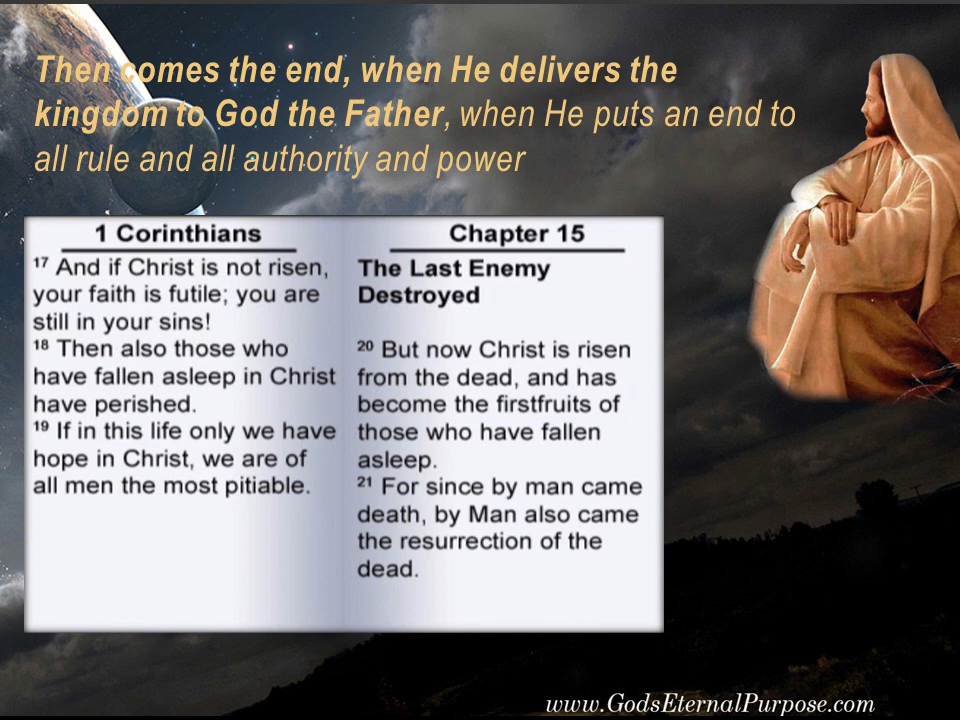 Then comes the end, when He delivers the
kingdom to God the Father, when He puts an end to
all rule and all authority and power
1 Corinthians
17 And if Christ is not risen,
your faith is futile; you are
still in your sins!
18 Then also those who
have fallen asleep in Christ
have perished.
19 If in this life only we have
hope in Christ, we are of
all men the most pitiable.
Chapter 15
The Last Enemy
Destroyed
20 But now Christ is risen
from the dead, and has
become the firstfruits of
those who have fallen
asleep.
21 For since by man came
death, by Man also came
the resurrection of the
dead.
www.GodsEternalPurpose.com